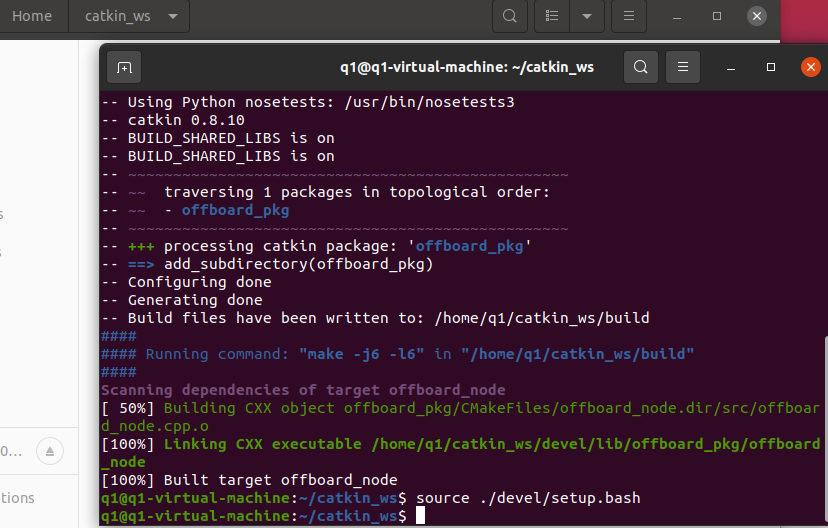 Home catkin_ws
q1@q1-virtual-machine: ~/catkin_ws
-- Using Python nosetests: /usr/bin/nosetests3
-- catkin 0.8.10
-- BUILD_SHARED_LIBS is on
-- BUILD_SHARED_LIBS is on
-- ~~~~~~~~~~~~~~~~~~~~~~~~~~~~~~~~~~~~~~~~~~~~~~~~~
-- ~~  traversing 1 packages in topological order:
-- ~~  - offboard_pkg
-- ~~~~~~~~~~~~~~~~~~~~~~~~~~~~~~~~~~~~~~~~~~~~~~~~~
-- +++ processing catkin package: 'offboard_pkg'
-- ==> add_subdirectory(offboard_pkg)
-- Configuring done
-- Generating done
-- Build files have been written to: /home/q1/catkin_ws/build
####
#### Running command: "make -j6 -l6" in "/home/q1/catkin_ws/build"
####
Scanning dependencies of target offboard_node
[ 50%] Building CXX object offboard_pkg/CMakeFiles/offboard_node.dir/src/offboar
d_node.cpp.o
[100%] Linking CXX executable /home/q1/catkin_ws/devel/lib/offboard_pkg/offboard
_node
[100%] Built target offboard_node
q1@q1-virtual-machine:~/catkin_ws$ source ./devel/setup.bash
q1@q1-virtual-machine:~/catkin_ws$
s
s
0...
tions